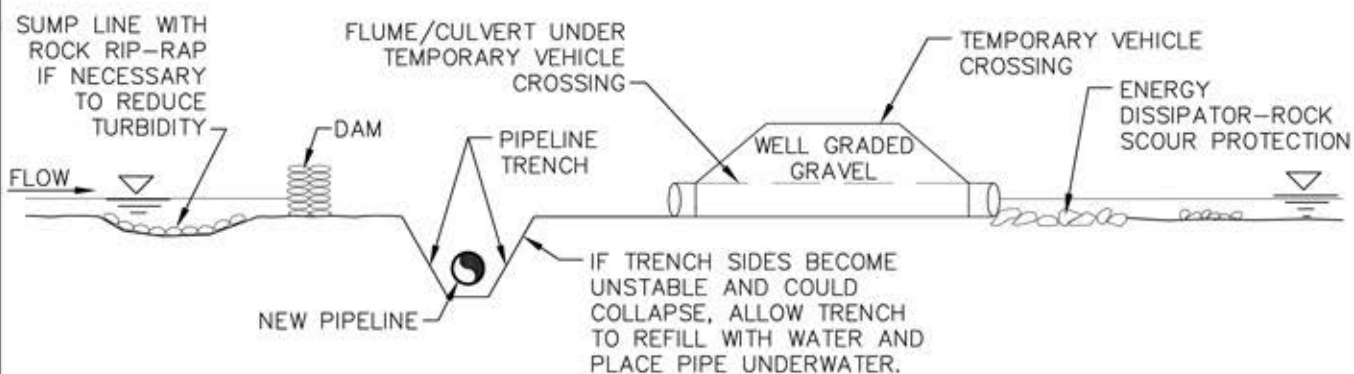 SUMP LINE WITH
ROCK RIP-RAP
IF NECESSARY
TO REDUCE
TURBIDITY
FLOW
DAM
FLUME/CULVERT UNDER
TEMPORARY VEHICLE
CROSSING
PIPELINE
TRENCH
NEW PIPELINE
WELL GRADED
GRAVEL
TEMPORARY VEHICLE
CROSSING
ENERGY
DISSIPATOR-ROCK
SCOUR PROTECTION
IF TRENCH SIDES BECOME
UNSTABLE AND COULD
COLLAPSE, ALLOW TRENCH
TO REFILL WITH WATER AND
PLACE PIPE UNDERWATER.